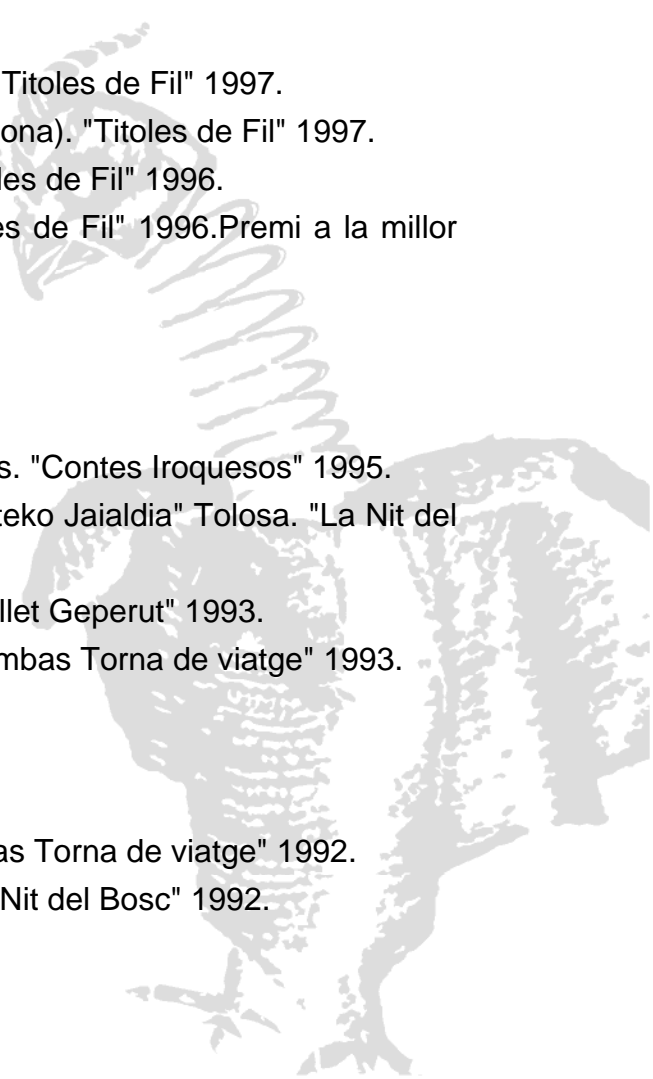 Titoles de Fil" 1997.
ona). "Titoles de Fil" 1997.
les de Fil" 1996.
es de Fil" 1996.Premi a la millor
s. "Contes Iroquesos" 1995.
teko Jaialdia" Tolosa. "La Nit del
llet Geperut" 1993.
mbas Torna de viatge" 1993.
as Torna de viatge" 1992.
Nit del Bosc" 1992.